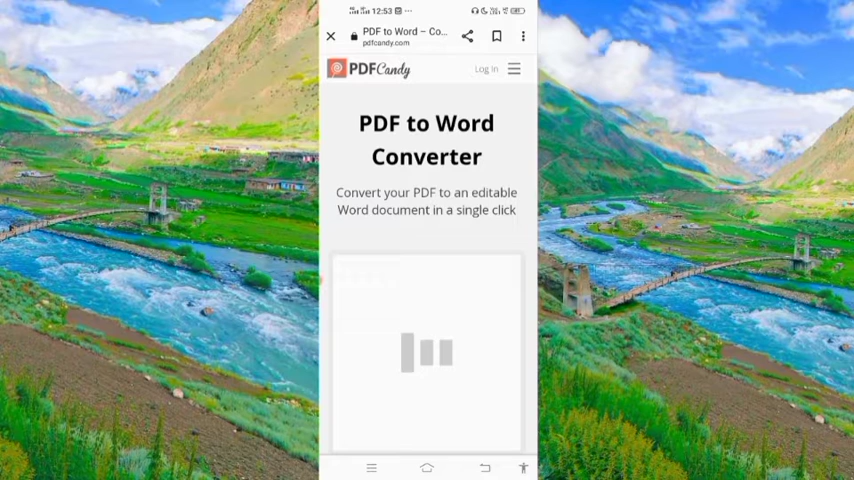 12:53
PDF to Word – Co...
pdfcandy.com
PDFCandy
Log In
PDF to Word
Converter
Convert your PDF to an editable
Word document in a single click